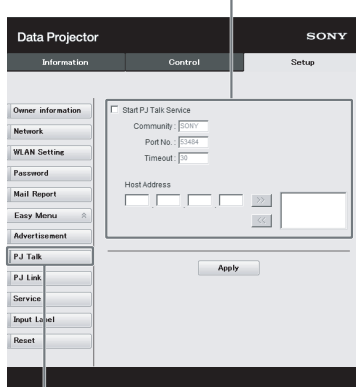 Data Projector
SONY
Information Control Setup
Owner information
Network
WLAN Setting
Password
Mail Report
Easy Menu
Advertisement
PJ Talk
PJ Link
Service
Input Label
Reset
Start PJ Talk Service
Community : SONY
Port No. : 53484
Timeout : 30
Host Address
. . .
>>
<<
Apply